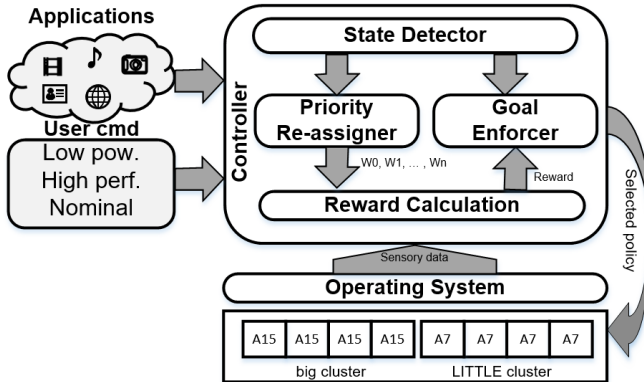 Applications
User cmd
Low pow.
High perf.
Nominal
Controller
State Detector
Priority
Re-assigner
Goal
Enforcer
W0, W1, ... , Wn
Reward
Reward Calculation
Selected policy
Sensory data
Operating System
A15 A15 A15 A15 A7 A7 A7 A7
big cluster LITTLE cluster